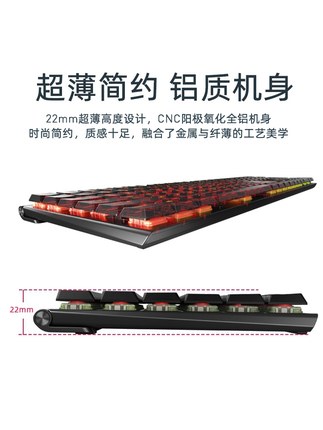 超薄简约 铝质机身
22mm超薄高度设计，CNC阳极氧化全铝机身
时尚简约，质感十足，融合了金属与纤薄的工艺美学
22mm